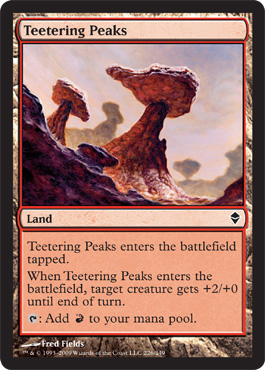 Teetering Peaks
Land
Teetering Peaks enters the battlefield
tapped.
When Teetering Peaks enters the
battlefield, target creature gets +2/+0
until end of turn.
: Add to your mana pool.
Fred Fields
™ & © 1993–2009 Wizards of the Coast LLC 226/249